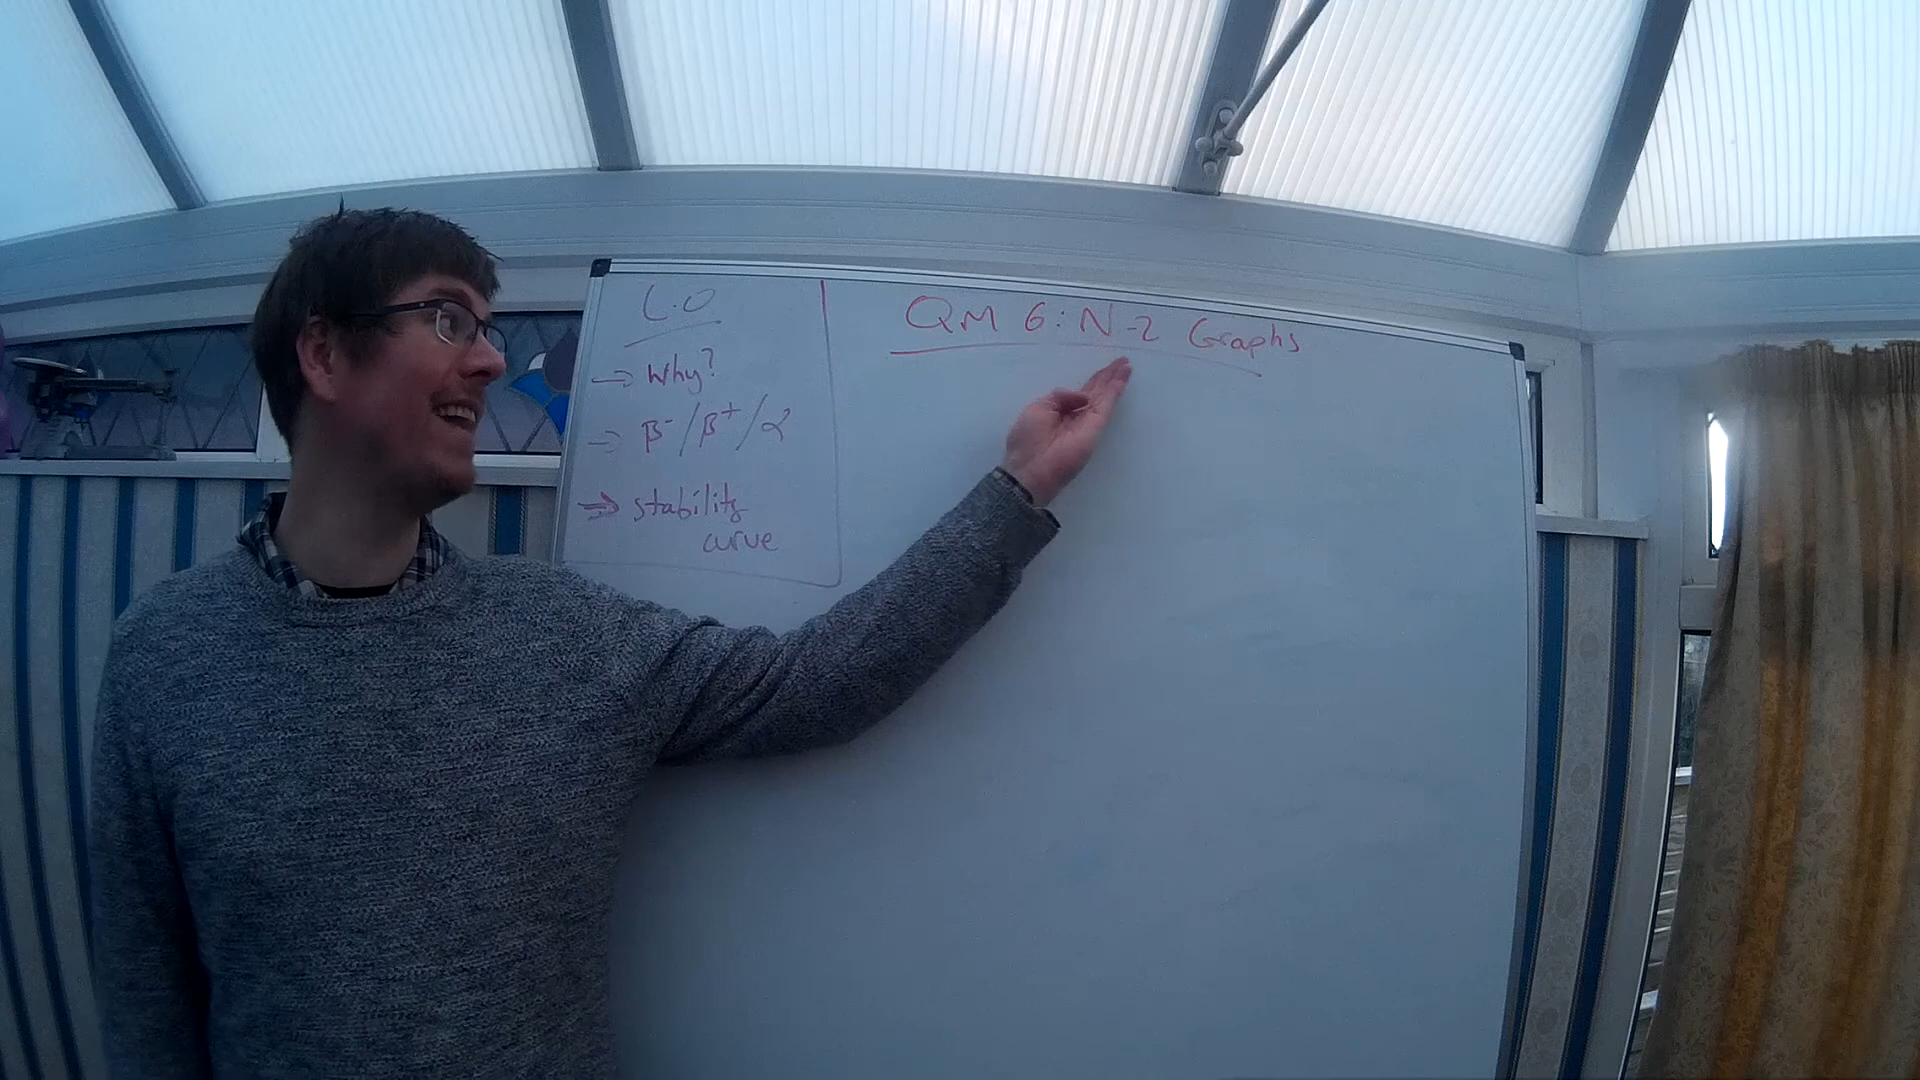 L.O
→ Why?
→ β⁻/β⁺/α
→ stability
curve
QM 6: N-Z Graphs